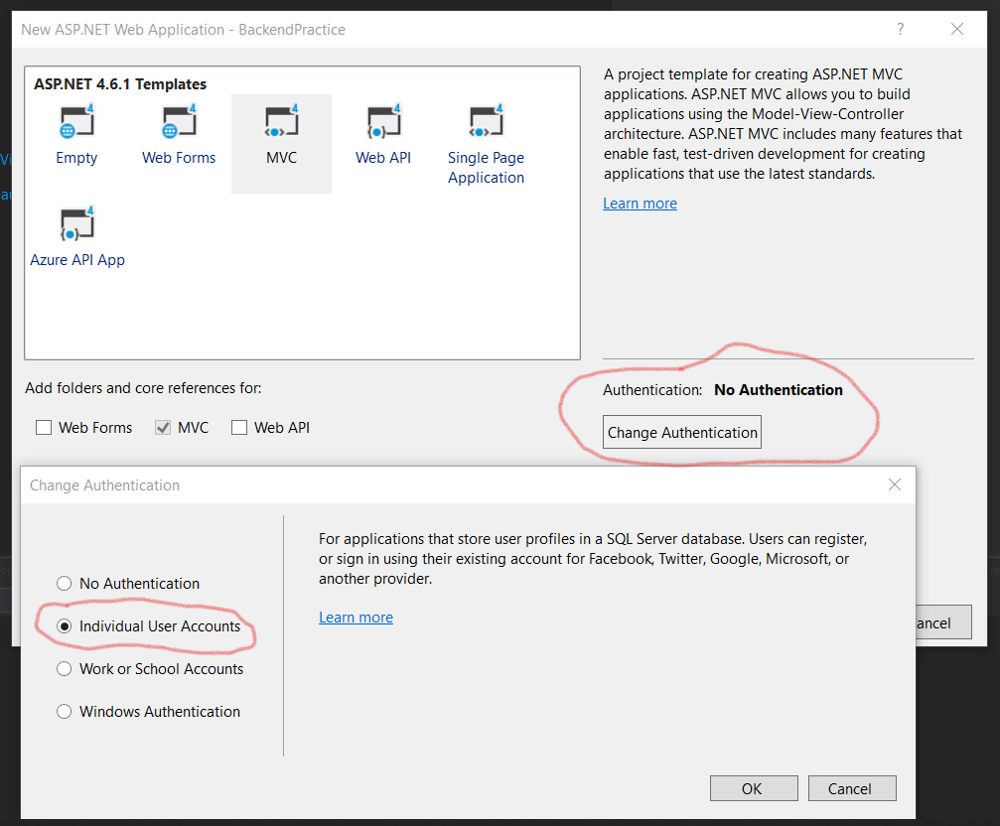 New ASP.NET Web Application - BackendPractice
?
ASP.NET 4.6.1 Templates
4 4 4 4 4
Empty Web Forms MVC Web API Single Page
Application
4
Azure API App
A project template for creating ASP.NET MVC
applications. ASP.NET MVC allows you to build
applications using the Model-View-Controller
architecture. ASP.NET MVC includes many features that
enable fast, test-driven development for creating
applications that use the latest standards.
Learn more
Add folders and core references for:
Web Forms MVC Web API
Authentication: No Authentication
Change Authentication
ancel
Change Authentication
No Authentication
Individual User Accounts
Work or School Accounts
Windows Authentication
For applications that store user profiles in a SQL Server database. Users can register,
or sign in using their existing account for Facebook, Twitter, Google, Microsoft, or
another provider.
Learn more
OK Cancel